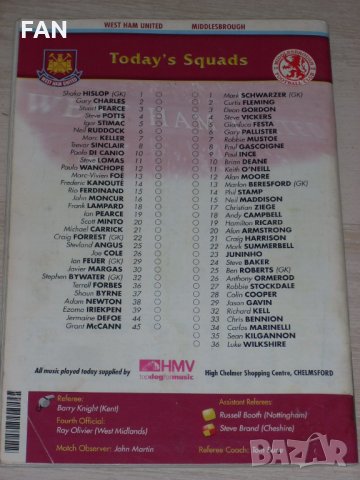 FAN
WEST HAM UNITED MIDDLESBROUGH
Today's Squads
Shaka HISLOP (GK) 1 1 Mark SCHWARZER (GK)
Gary CHARLES 2 2 Curtis FLEMING
Stuart PEARCE 3 3 Dean GORDON
Steve POTTS 4 4 Steve VICKERS
Igor STIMAC 5 5 Gianluca FESTA
Neil RUDDOCK 6 6 Gary PALLISTER
Marc KELLER 7 7 Robbie MUSTOE
Trevor SINCLAIR 8 8 Paul GASCOIGNE
Paolo DI CANIO 10 9 Paul INCE
Steve LOMAS 11 10 Brian DEANE
Paulo WANCHOPE 12 11 Keith O'NEILL
Marc-Vivien FOE 13 12 Alan MOORE
Frederic KANOUTÉ 14 13 Marlon BERESFORD (GK)
Rio FERDINAND 15 14 Phil STAMP
John MONCUR 16 15 Neil MADDISON
Frank LAMPARD 18 17 Christian ZIEGE
Ian PEARCE 19 18 Andy CAMPBELL
Scott MINTO 20 19 Hamilton RICARD
Michael CARRICK 21 20 Alun ARMSTRONG
Craig FORREST (GK) 22 21 Craig HARRISON
Stevland ANGUS 25 22 Mark SUMMERBELL
Joe COLE 26 23 JUNINHO
Ian FEUER (GK) 29 24 Steve BAKER
Javier MARGAS 30 25 Ben ROBERTS (GK)
Stephen BYWATER (GK) 32 26 Anthony ORMEROD
Terrell FORBES 36 27 Robbie STOCKDALE
Shaun BYRNE 37 28 Colin COOPER
Adam NEWTON 38 29 Jason GAVIN
Ezomo IRIEKPEN 39 32 Richard KELL
Jermaine DEFOE 44 33 Chris BENNION
Grant McCANN 45 34 Carlos MARINELLI
35 Sean KILGANNON
36 Luke WILKSHIRE
All music played today supplied by HMV topdogformusic High Chelmer Shopping Centre, CHELMSFORD
Referee: Assistant Referees:
Barry Knight (Kent) Russell Booth (Nottingham)
Fourth Official: Steve Brand (Cheshire)
Ray Olivier (West Midlands)
Match Observer: John Martin Referee Coach: Tom Bune
bazar.bg